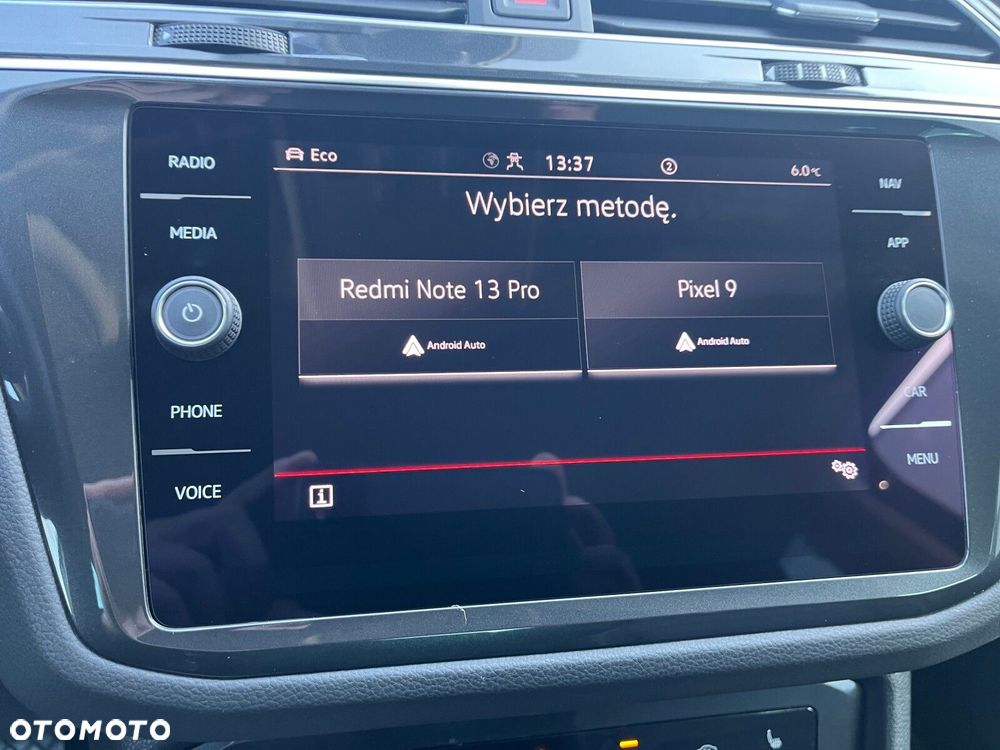 RADIO
MEDIA
PHONE
VOICE
Eco
13:37
2
6.0°C
Wybierz metodę.
Redmi Note 13 Pro
Android Auto
Pixel 9
Android Auto
i
NAV
APP
CAR
MENU
OTOMOTO